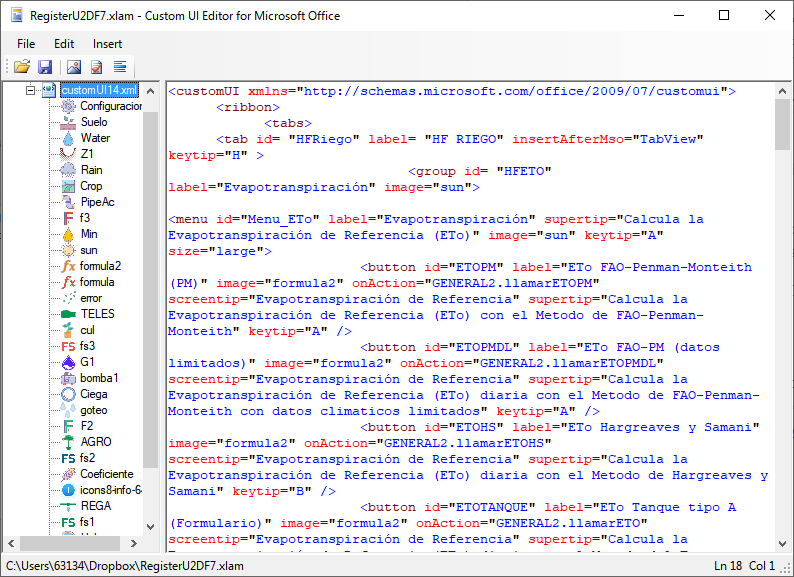 RegisterU2DF7.xlam - Custom UI Editor for Microsoft Office
File Edit Insert
customUI14.xml
Configuracion
Suelo
Water
Z1
Rain
Crop
PipeAc
f3
Min
sun
formula2
formula
error
TELES
cul
fs3
G1
bomba1
Ciega
goteo
F2
AGRO
fs2
Coeficiente
icons8-info-6
REGA
fs1
<customUI xmlns="http://schemas.microsoft.com/office/2009/07/customui">
<ribbon>
<tabs>
<tab id= "HFRiego" label= "HF RIEGO" insertAfterMso="TabView"
keytip="H" >
<group id= "HFETO"
label="Evapotranspiración" image="sun">
<menu id="Menu_ETo" label="Evapotranspiración" supertip="Calcula la
Evapotranspiración de Referencia (ETo)" image="sun" keytip="A"
size="large">
<button id="ETOPM" label="ETo FAO-Penman-Monteith
(PM)" image="formula2" onAction="GENERAL2.llamarETOPM"
screentip="Evapotranspiración de Referencia" supertip="Calcula la
Evapotranspiración de Referencia (ETo) con el Metodo de FAO-Penman-
Monteith" keytip="A" />
<button id="ETOPMDL" label="ETo FAO-PM (datos
limitados)" image="formula2" onAction="GENERAL2.llamarETOPMDL"
screentip="Evapotranspiración de Referencia" supertip="Calcula la
Evapotranspiración de Referencia (ETo) diaria con el Metodo de FAO-Penman-
Monteith con datos climaticos limitados" keytip="A" />
<button id="ETOHS" label="ETo Hargreaves y Samani"
image="formula2" onAction="GENERAL2.llamarETOHS"
screentip="Evapotranspiración de Referencia" supertip="Calcula la
Evapotranspiración de Referencia (ETo) diaria con el Metodo de Hargreaves y
Samani" keytip="B" />
<button id="ETOTANQUE" label="ETo Tanque tipo A
(Formulario)" image="formula2" onAction="GENERAL2.llamarETO"
screentip="Evapotranspiración de Referencia" supertip="Calcula la
C:\Users\63134\Dropbox\RegisterU2DF7.xlam
Ln 18 Col 1